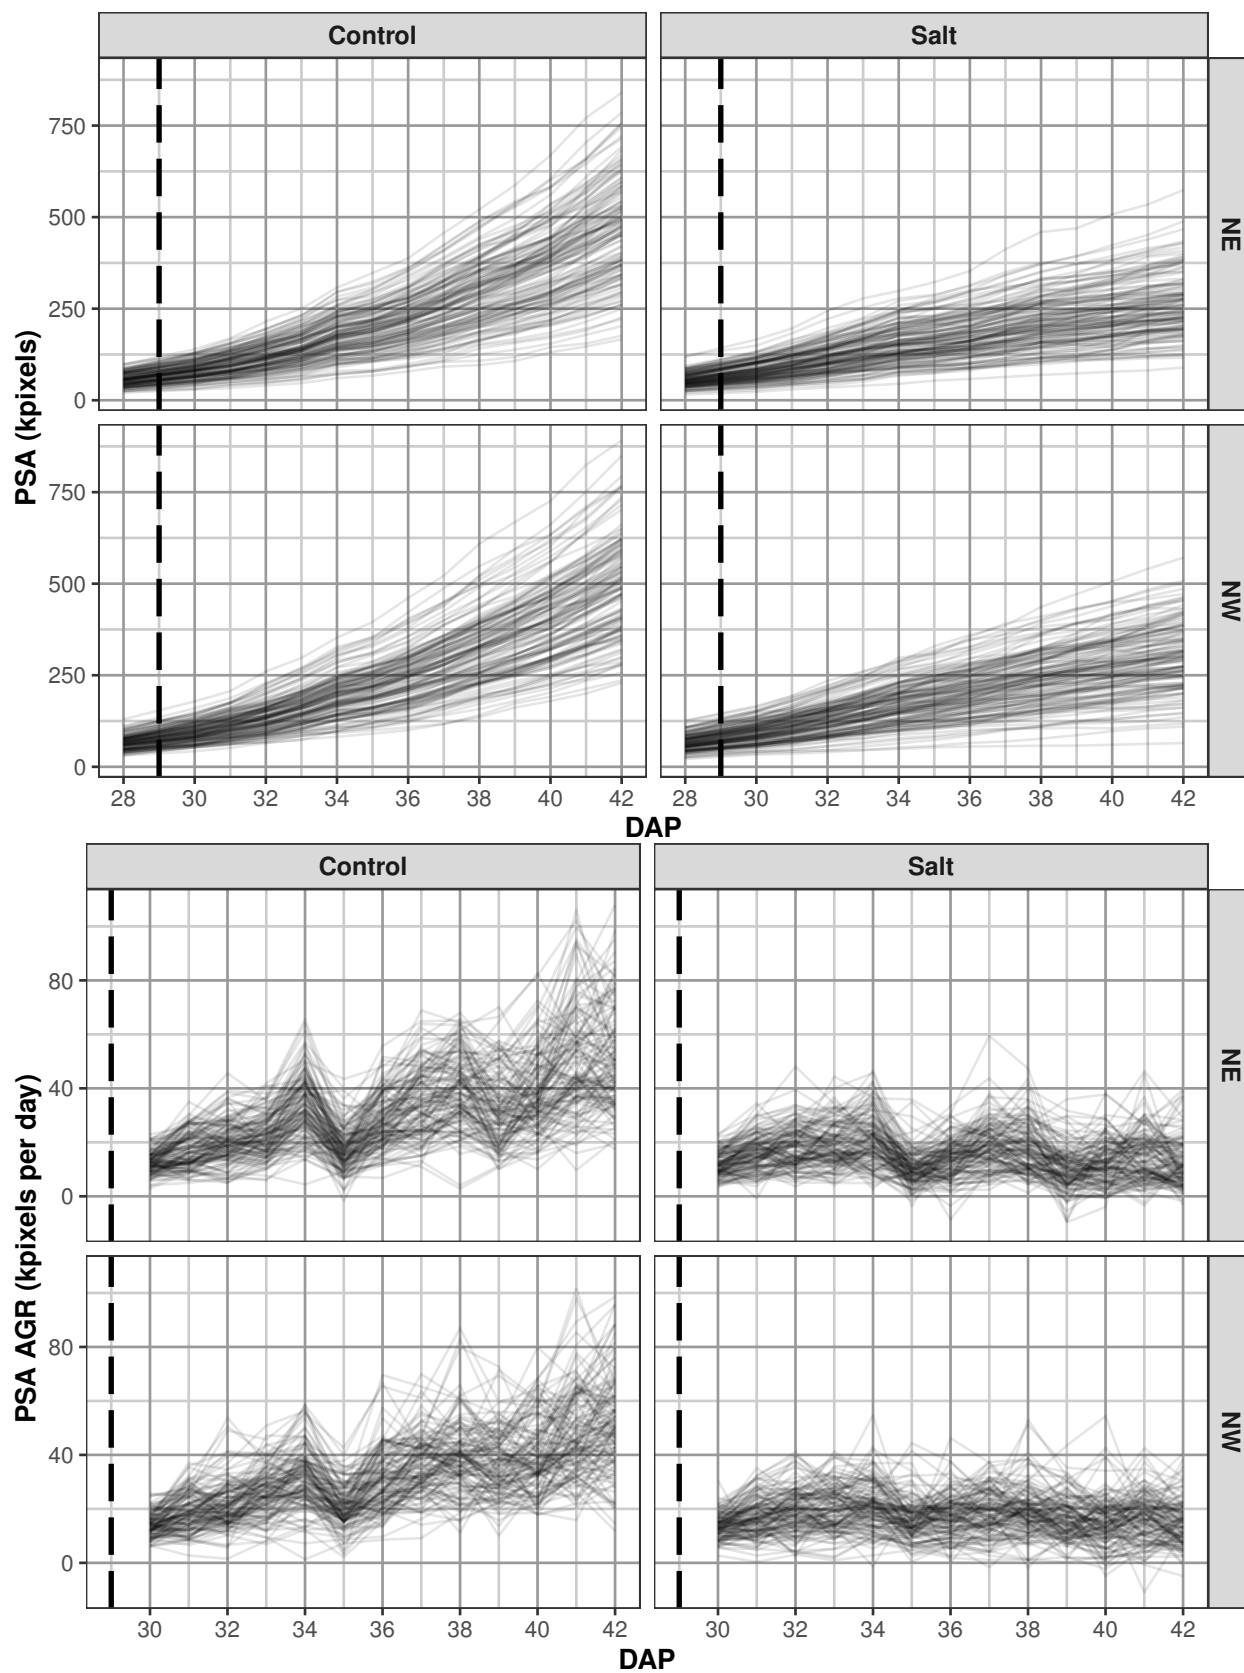 Control Salt
750
500
250
0
NE
PSA (kpixels)
750
500
250
0
NW
28 30 32 34 36 38 40 42 28 30 32 34 36 38 40 42
DAP
Control Salt
80
40
0
NE
PSA AGR (kpixels per day)
80
40
0
NW
30 32 34 36 38 40 42 30 32 34 36 38 40 42
DAP